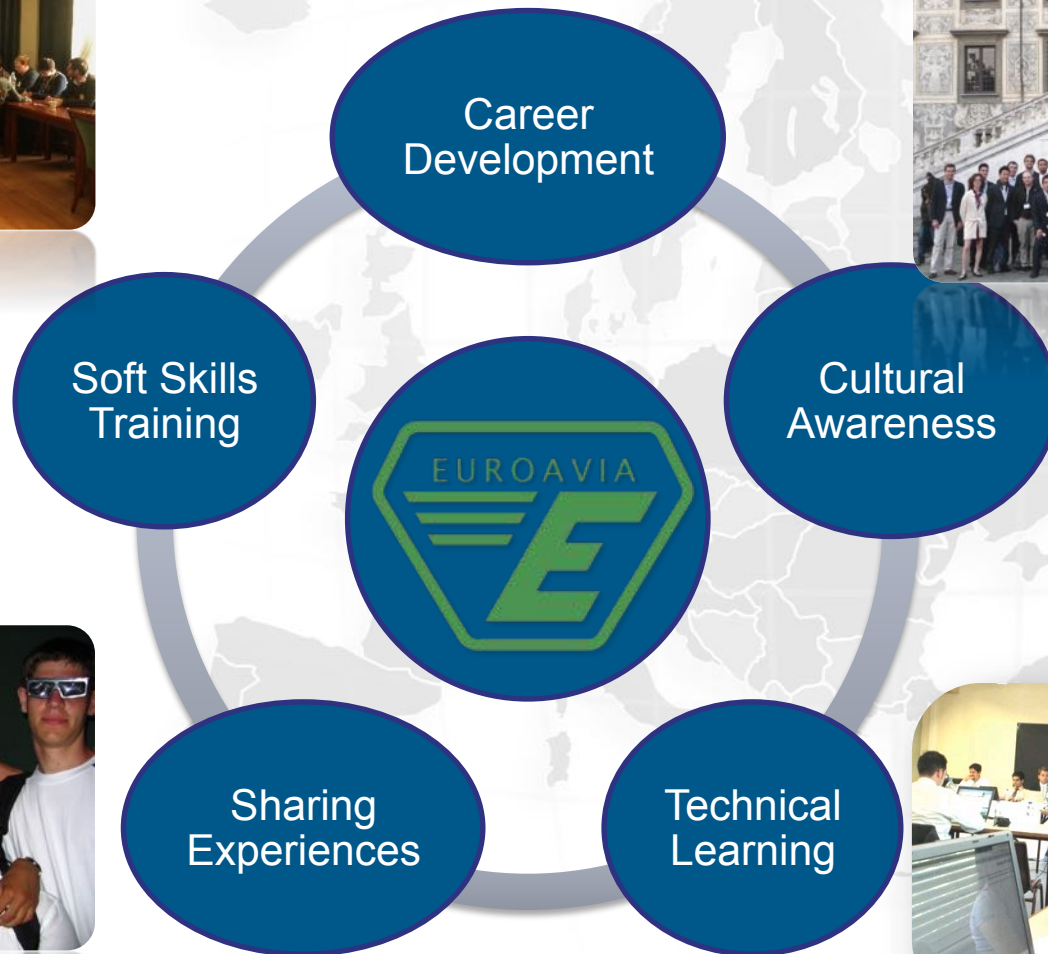 Career
Development
Soft Skills
Training
Cultural
Awareness
EUROAVIA
E
Sharing
Experiences
Technical
Learning